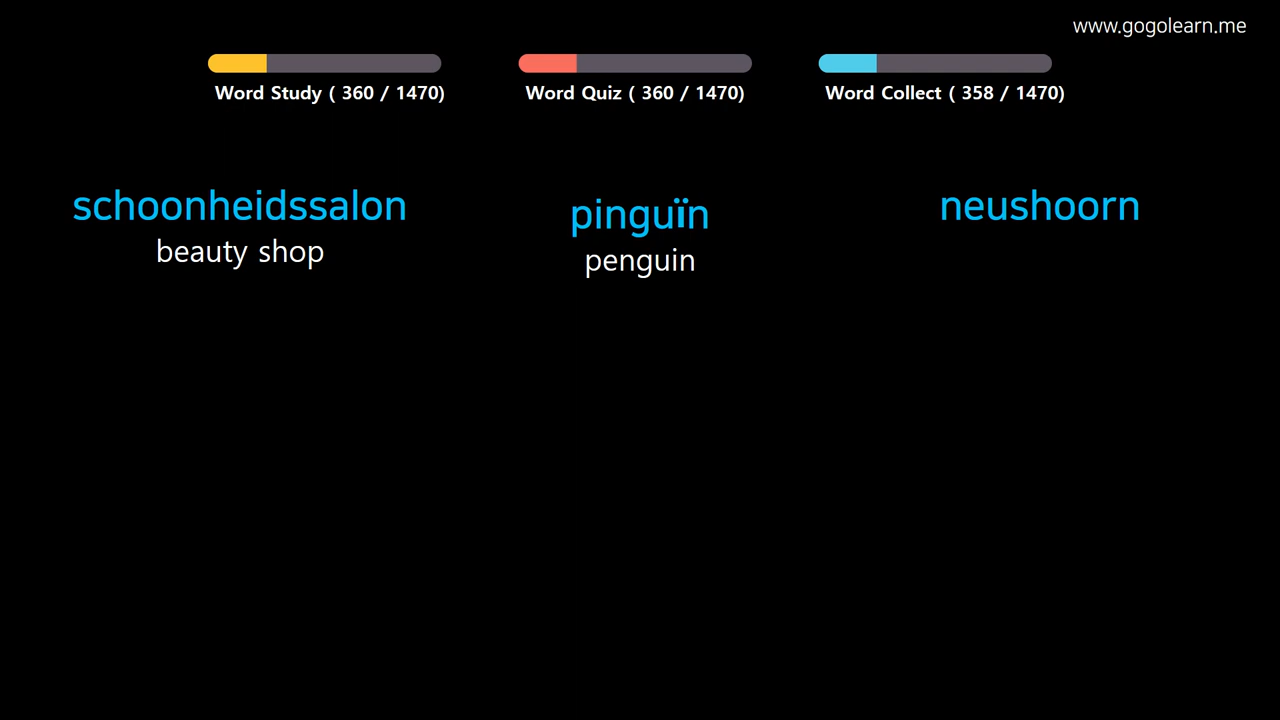 www.gogolearn.me
Word Study ( 360 / 1470)
Word Quiz ( 360 / 1470)
Word Collect ( 358 / 1470)
schoonheidssalon
beauty shop
pinguïn
penguin
neushoorn